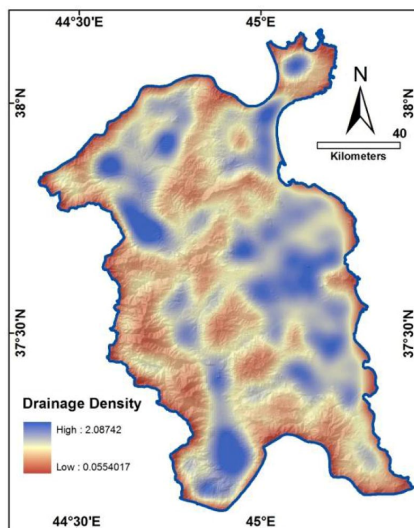 44°30'E 45°E
N
40
Kilometers
38°N 38°N
37°30'N 37°30'N
Drainage Density
High : 2.08742
Low : 0.0554017
44°30'E 45°E